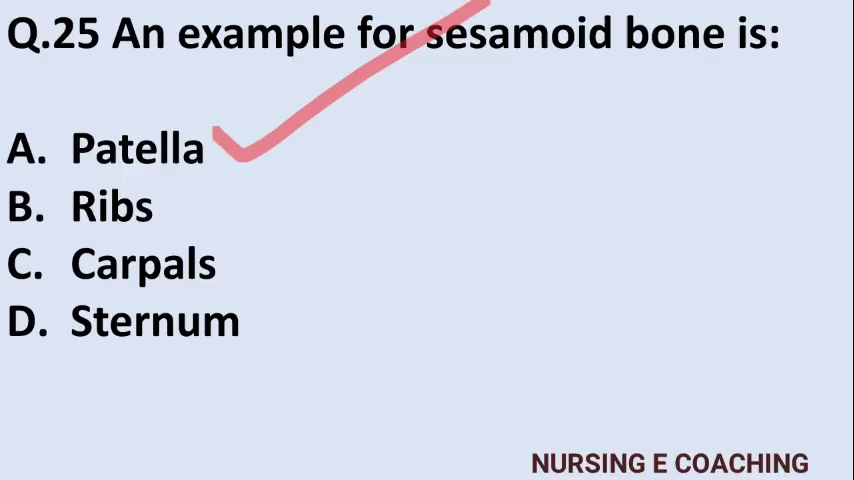 Q.25 An example for sesamoid bone is:
A. Patella
B. Ribs
C. Carpals
D. Sternum
NURSING E COACHING